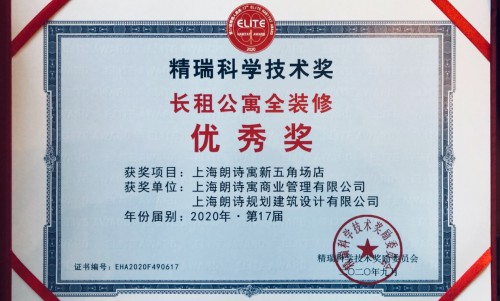 ELITE
2020
精瑞科学技术奖
长租公寓全装修
优秀奖
获奖项目：上海朗诗寓新五角场店
获奖单位：上海朗诗寓商业管理有限公司
上海朗诗规划建筑设计有限公司
年份届别：2020年·第17届
证书编号：EHA2020F490617
精瑞科学技术奖励委员会
二〇二〇年九月